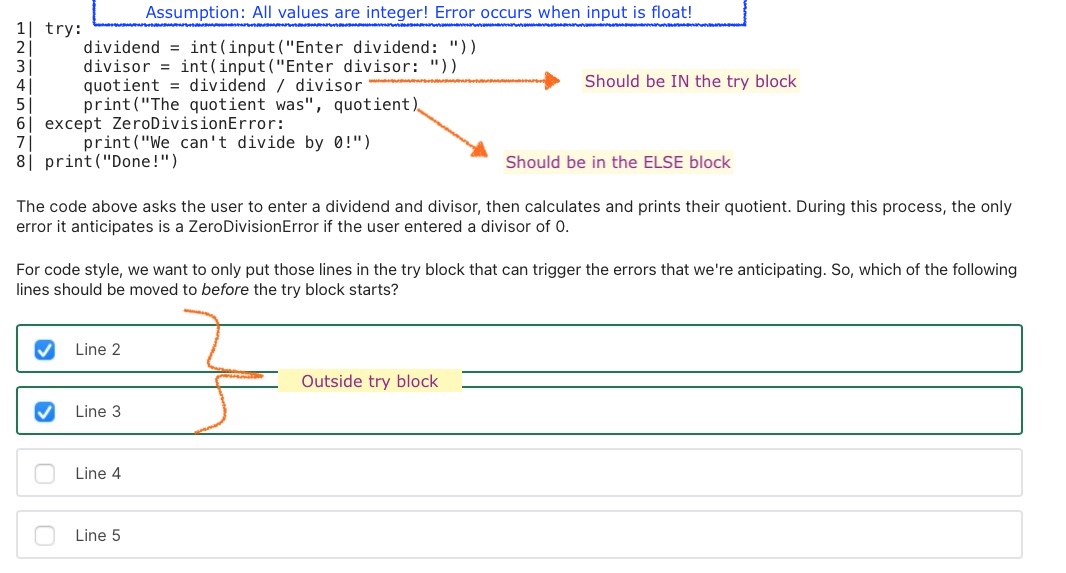 Assumption: All values are integer! Error occurs when input is float!
1| try:
2|     dividend = int(input("Enter dividend: "))
3|     divisor = int(input("Enter divisor: "))
4|     quotient = dividend / divisor
Should be IN the try block
5|     print("The quotient was", quotient)
6| except ZeroDivisionError:
7|     print("We can't divide by 0!")
8| print("Done!")
Should be in the ELSE block
The code above asks the user to enter a dividend and divisor, then calculates and prints their quotient. During this process, the only
error it anticipates is a ZeroDivisionError if the user entered a divisor of 0.
For code style, we want to only put those lines in the try block that can trigger the errors that we're anticipating. So, which of the following
lines should be moved to before the try block starts?
Line 2
Outside try block
Line 3
Line 4
Line 5